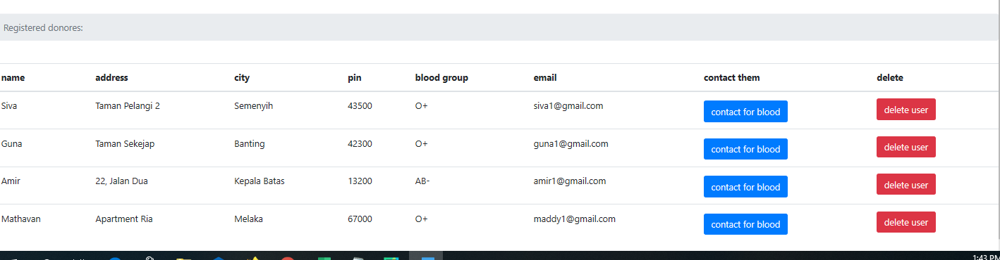 Registered donores:
name address city pin blood group email contact them delete
Siva Taman Pelangi 2 Semenyih 43500 O+ siva1@gmail.com contact for blood delete user
Guna Taman Sekejap Banting 42300 O+ guna1@gmail.com contact for blood delete user
Amir 22, Jalan Dua Kepala Batas 13200 AB- amir1@gmail.com contact for blood delete user
Mathavan Apartment Ria Melaka 67000 O+ maddy1@gmail.com contact for blood delete user
1:43 PM